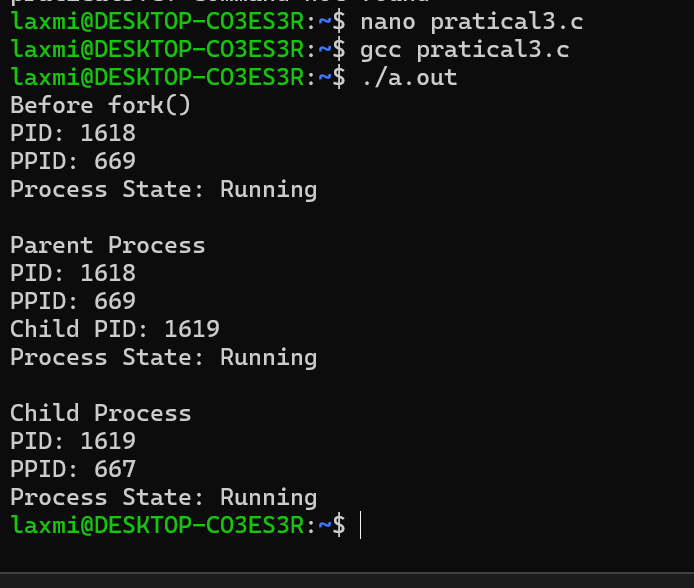 laxmi@DESKTOP-CO3ES3R:~$ nano pratical3.c
laxmi@DESKTOP-CO3ES3R:~$ gcc pratical3.c
laxmi@DESKTOP-CO3ES3R:~$ ./a.out
Before fork()
PID: 1618
PPID: 669
Process State: Running
Parent Process
PID: 1618
PPID: 669
Child PID: 1619
Process State: Running
Child Process
PID: 1619
PPID: 667
Process State: Running
laxmi@DESKTOP-CO3ES3R:~$